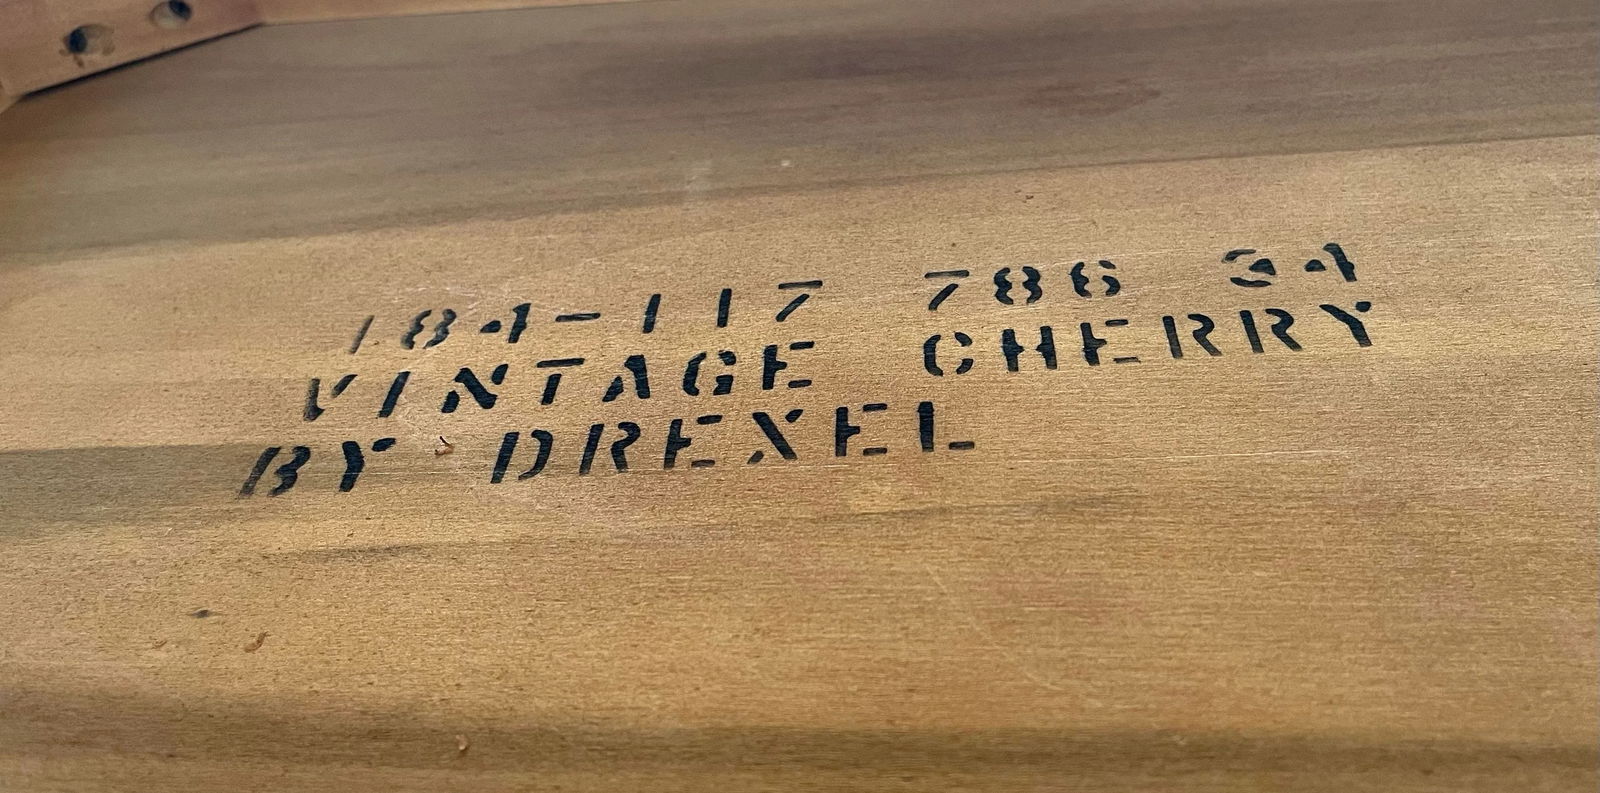 184-117 786 34
VINTAGE CHERRY
BY DREXEL